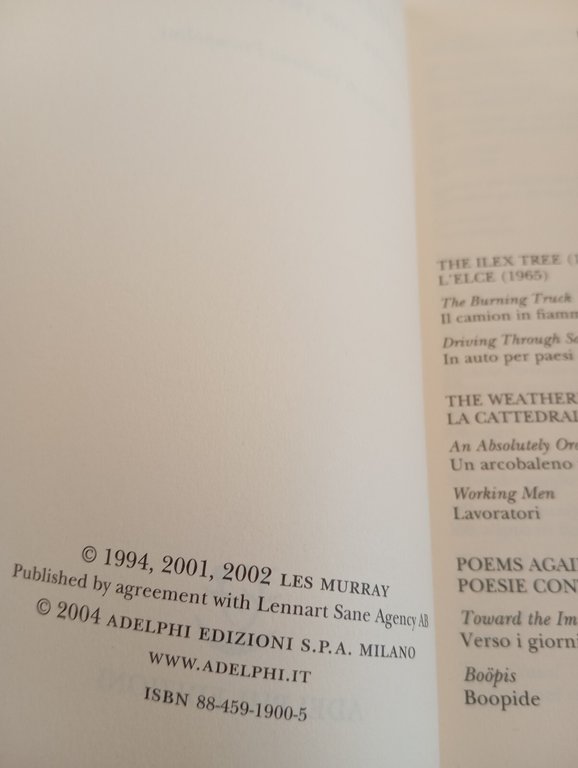 © 1994, 2001, 2002 LES MURRAY
Published by agreement with Lennart Sane Agency AB
© 2004 ADELPHI EDIZIONI S.P.A. MILANO
WWW.ADELPHI.IT
ISBN 88-459-1900-5
THE ILEX TREE (1
L'ELCE (1965)
The Burning Truck
Il camion in fiamm
Driving Through Sa
In auto per paesi
THE WEATHER
LA CATTEDRAL
An Absolutely Ord
Un arcobaleno
Working Men
Lavoratori
POEMS AGAI
POESIE CON
Toward the Im
Verso i giorni
Boöpis
Boopide